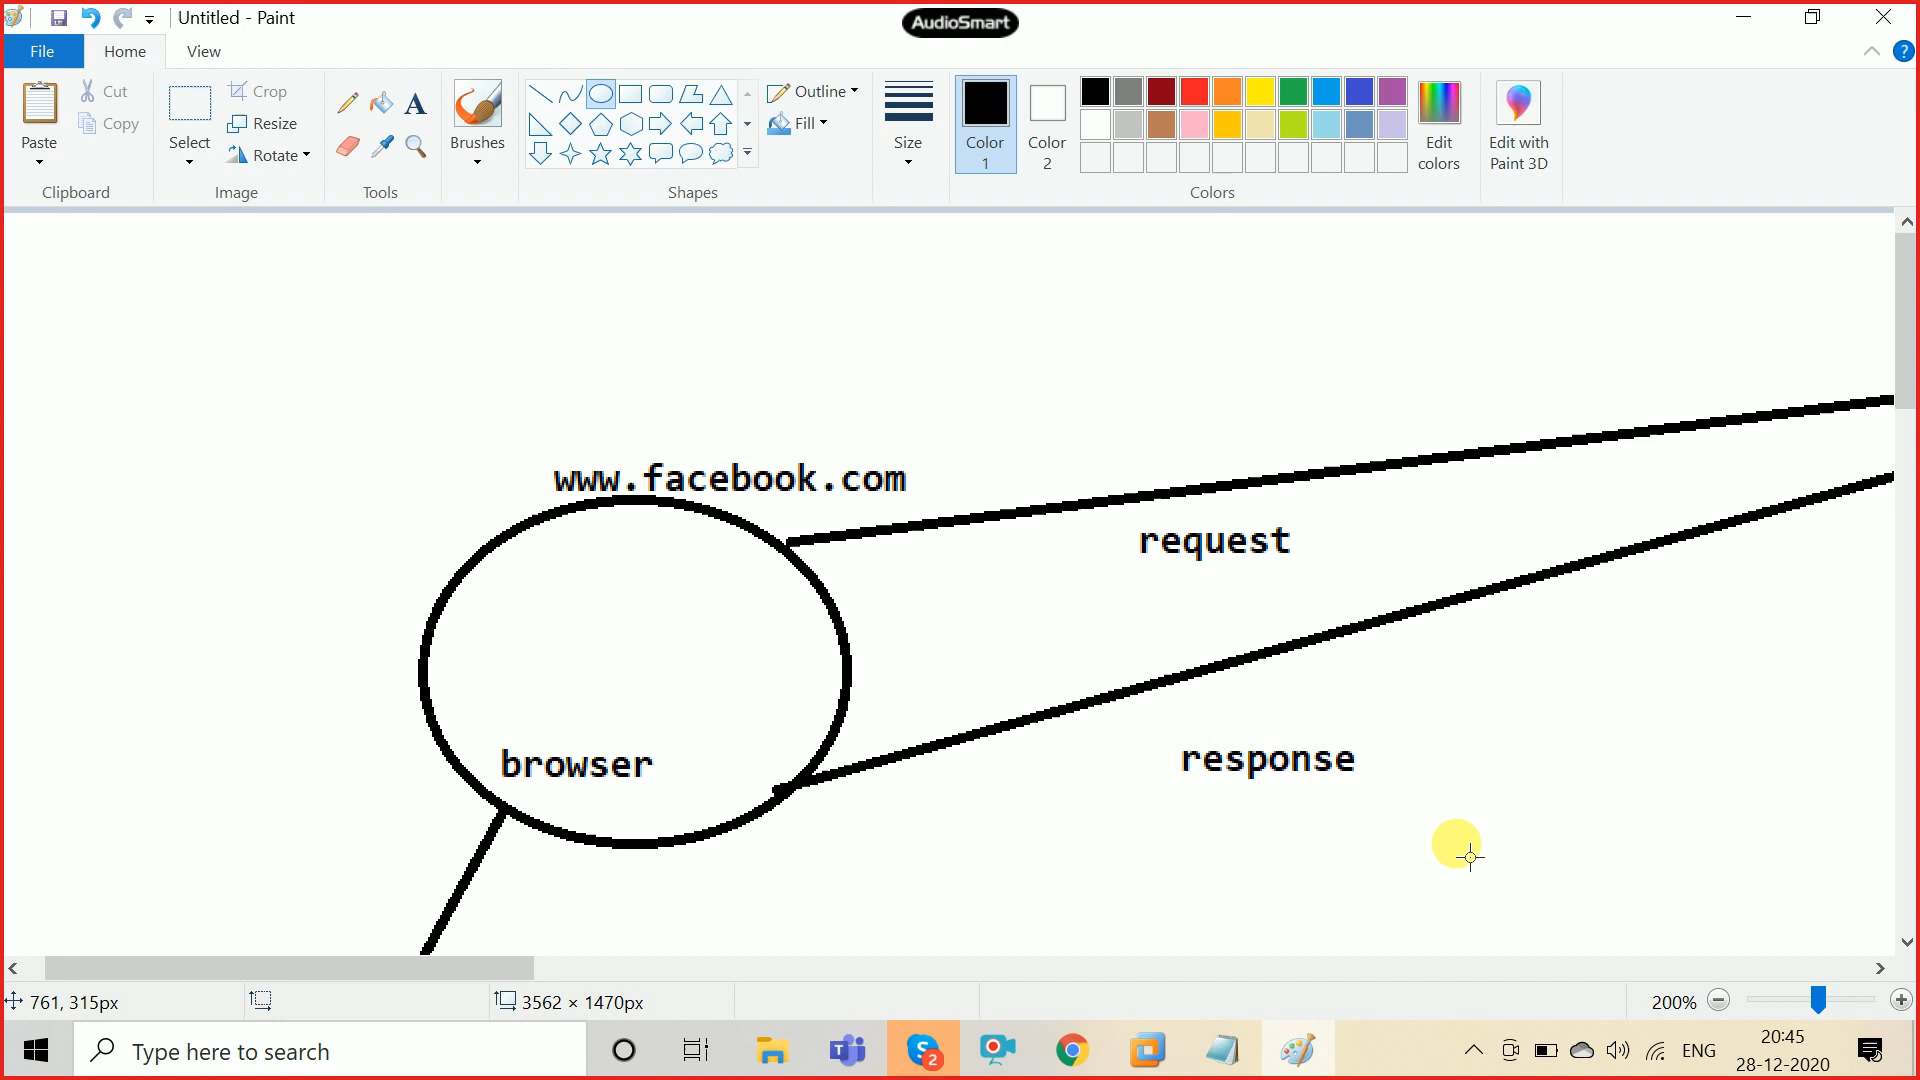 Untitled - Paint
AudioSmart
File
Home
View
Paste
Cut
Copy
Clipboard
Select
Crop
Resize
Rotate
Image
Tools
Brushes
Shapes
Outline
Fill
Size
Color
1
Color
2
Edit
colors
Colors
Edit with
Paint 3D
www.facebook.com
request
browser
response
761, 315px
3562 × 1470px
200%
Type here to search
2
ENG
20:45
28-12-2020